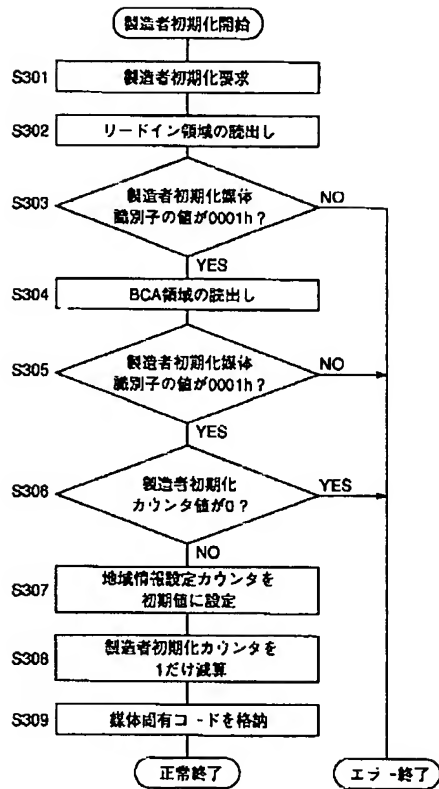 製造者初期化開始
S301
製造者初期化要求
S302
リードイン領域の読出し
S303
製造者初期化媒体
識別子の値が0001h?
NO
YES
S304
BCA領域の読出し
S305
製造者初期化媒体
識別子の値が0001h?
NO
YES
S306
製造者初期化
カウンタ値が0?
YES
NO
S307
地域情報設定カウンタを
初期値に設定
S308
製造者初期化カウンタを
1だけ減算
S309
媒体固有コードを格納
正常終了
エラー終了